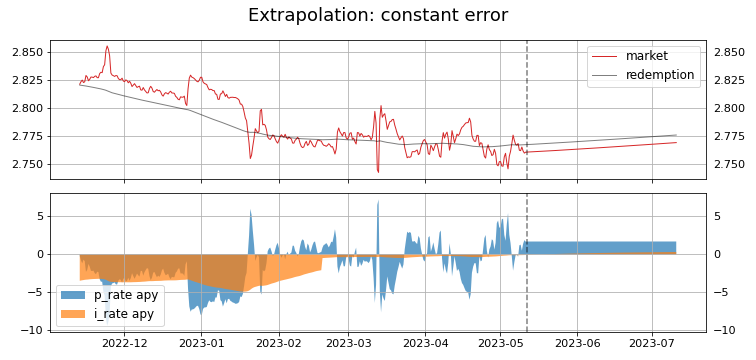 Extrapolation: constant error
2.850 2.850
2.825 2.825
2.800 2.800
2.775 2.775
2.750 2.750
market
redemption
5 5
0 0
−5 −5
−10 −10
p_rate apy
i_rate apy
2022-12 2023-01 2023-02 2023-03 2023-04 2023-05 2023-06 2023-07